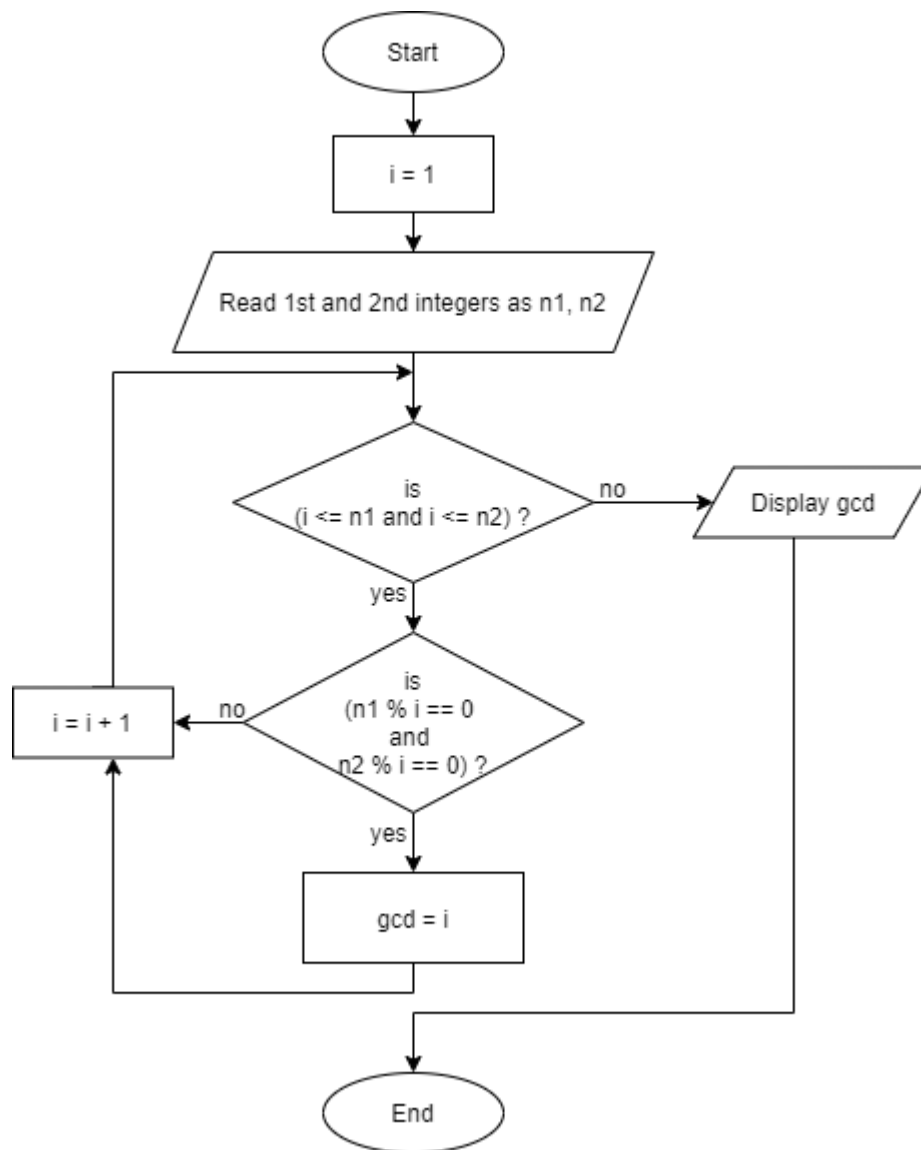 Start
i = 1
Read 1st and 2nd integers as n1, n2
is
(i <= n1 and i <= n2) ?
no
Display gcd
yes
is
(n1 % i == 0
and
n2 % i == 0) ?
no
i = i + 1
yes
gcd = i
End